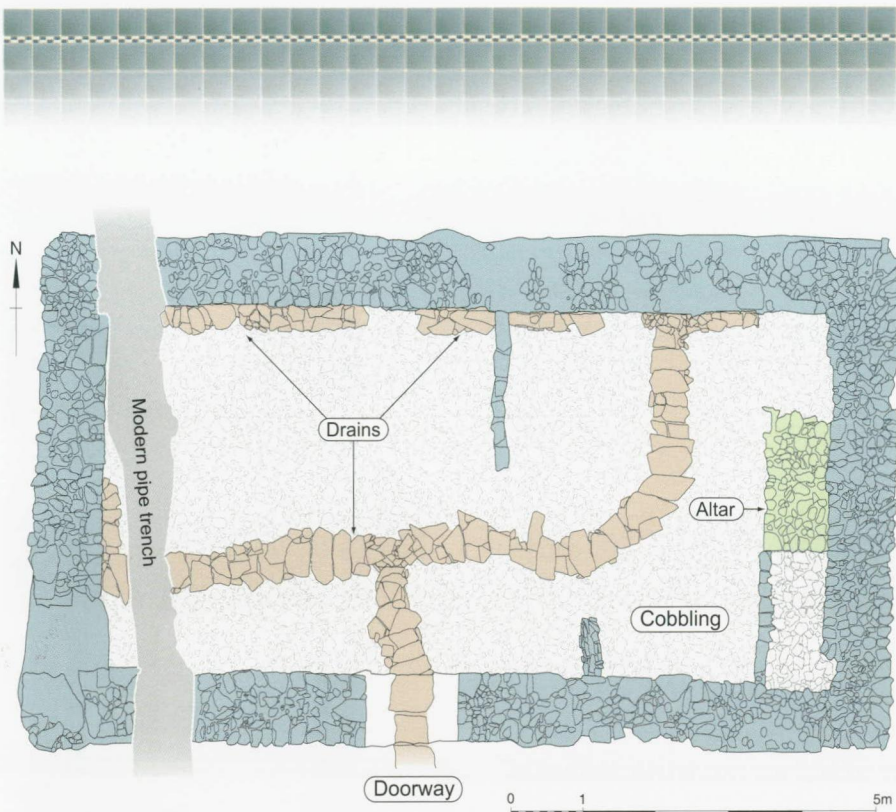 N
Modern pipe trench
Drains
Altar
Cobbling
Doorway
0 1 5m